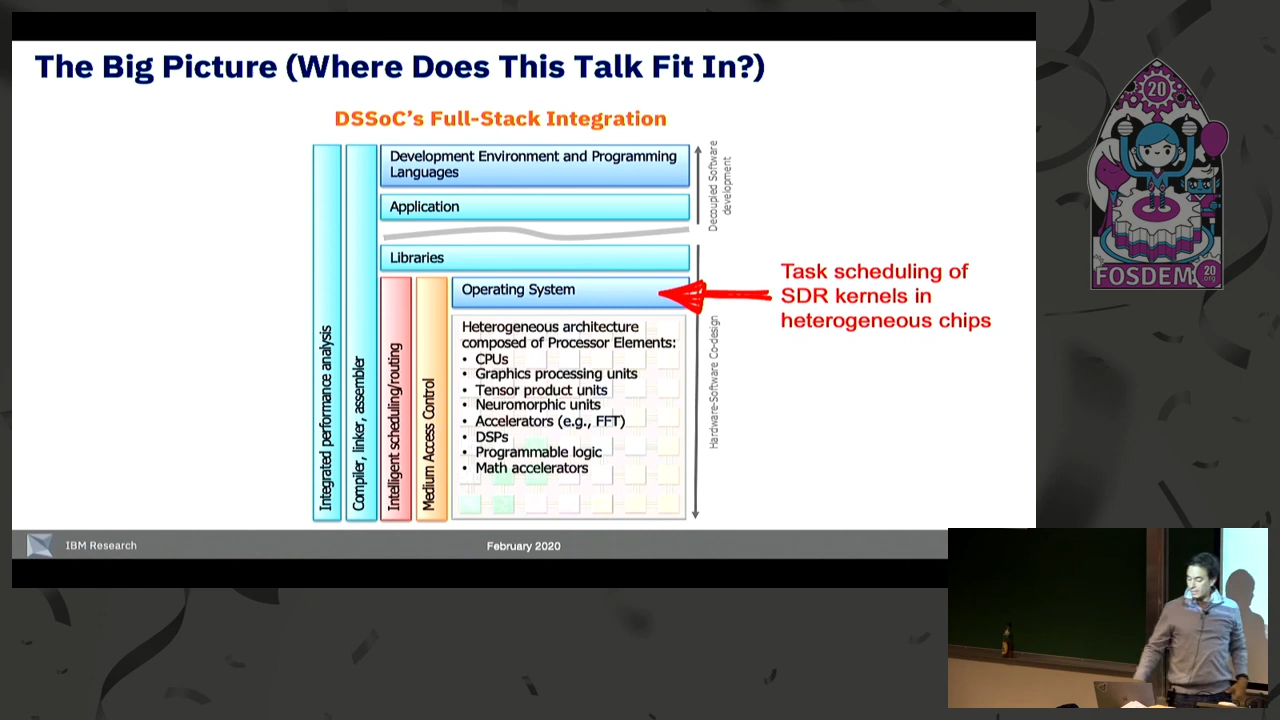 The Big Picture (Where Does This Talk Fit In?)
DSSoC's Full-Stack Integration
Integrated performance analysis
Compiler, linker, assembler
Intelligent scheduling/routing
Medium Access Control
Development Environment and Programming
Languages
Application
Libraries
Operating System
Heterogeneous architecture
composed of Processor Elements:
• CPUs
• Graphics processing units
• Tensor product units
• Neuromorphic units
• Accelerators (e.g., FFT)
• DSPs
• Programmable logic
• Math accelerators
Decoupled Software
development
Hardware-Software Co-design
Task scheduling of
SDR kernels in
heterogeneous chips
IBM Research
February 2020
20
FOSDEM
20
.org